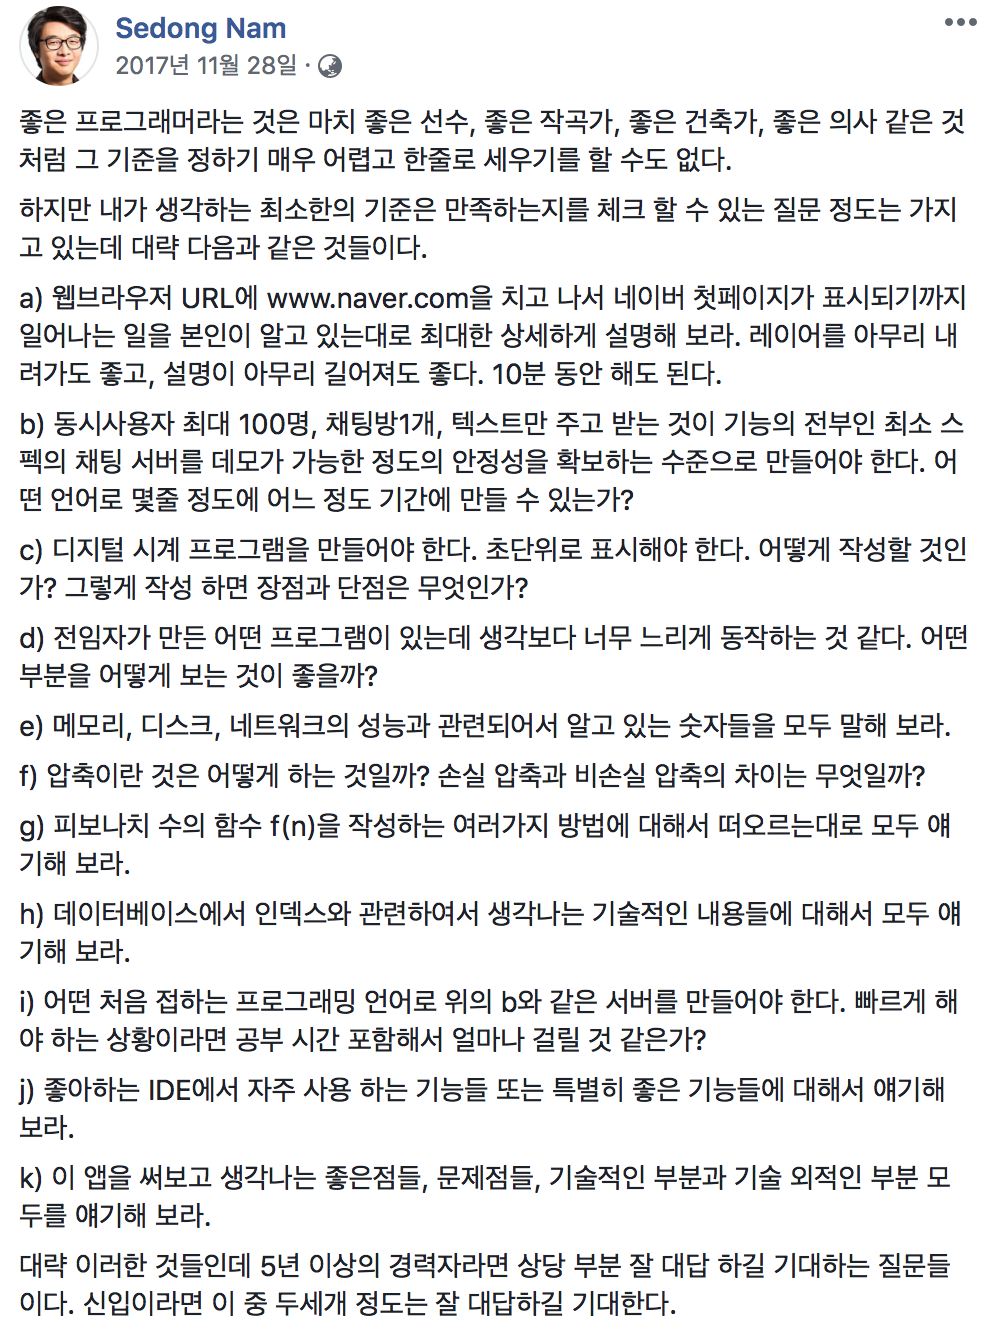 Sedong Nam
2017년 11월 28일 ·
좋은 프로그래머라는 것은 마치 좋은 선수, 좋은 작곡가, 좋은 건축가, 좋은 의사 같은 것
처럼 그 기준을 정하기 매우 어렵고 한줄로 세우기를 할 수도 없다.
하지만 내가 생각하는 최소한의 기준은 만족하는지를 체크 할 수 있는 질문 정도는 가지
고 있는데 대략 다음과 같은 것들이다.
a) 웹브라우저 URL에 www.naver.com을 치고 나서 네이버 첫페이지가 표시되기까지
일어나는 일을 본인이 알고 있는대로 최대한 상세하게 설명해 보라. 레이어를 아무리 내
려가도 좋고, 설명이 아무리 길어져도 좋다. 10분 동안 해도 된다.
b) 동시사용자 최대 100명, 채팅방1개, 텍스트만 주고 받는 것이 기능의 전부인 최소 스
펙의 채팅 서버를 데모가 가능한 정도의 안정성을 확보하는 수준으로 만들어야 한다. 어
떤 언어로 몇줄 정도에 어느 정도 기간에 만들 수 있는가?
c) 디지털 시계 프로그램을 만들어야 한다. 초단위로 표시해야 한다. 어떻게 작성할 것인
가? 그렇게 작성 하면 장점과 단점은 무엇인가?
d) 전임자가 만든 어떤 프로그램이 있는데 생각보다 너무 느리게 동작하는 것 같다. 어떤
부분을 어떻게 보는 것이 좋을까?
e) 메모리, 디스크, 네트워크의 성능과 관련되어서 알고 있는 숫자들을 모두 말해 보라.
f) 압축이란 것은 어떻게 하는 것일까? 손실 압축과 비손실 압축의 차이는 무엇일까?
g) 피보나치 수의 함수 f(n)을 작성하는 여러가지 방법에 대해서 떠오르는대로 모두 얘
기해 보라.
h) 데이터베이스에서 인덱스와 관련하여서 생각나는 기술적인 내용들에 대해서 모두 얘
기해 보라.
i) 어떤 처음 접하는 프로그래밍 언어로 위의 b와 같은 서버를 만들어야 한다. 빠르게 해
야 하는 상황이라면 공부 시간 포함해서 얼마나 걸릴 것 같은가?
j) 좋아하는 IDE에서 자주 사용 하는 기능들 또는 특별히 좋은 기능들에 대해서 얘기해
보라.
k) 이 앱을 써보고 생각나는 좋은점들, 문제점들, 기술적인 부분과 기술 외적인 부분 모
두를 얘기해 보라.
대략 이러한 것들인데 5년 이상의 경력자라면 상당 부분 잘 대답 하길 기대하는 질문들
이다. 신입이라면 이 중 두세개 정도는 잘 대답하길 기대한다.